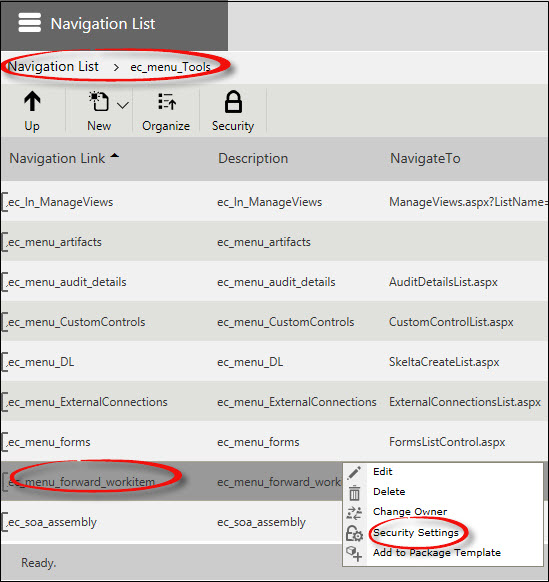 Navigation List
Navigation List > ec_menu_Tools
Up New Organize Security
Navigation Link Description NavigateTo
ec_ln_ManageViews ec_ln_ManageViews ManageViews.aspx?ListName=
ec_menu_artifacts ec_menu_artifacts
ec_menu_audit_details ec_menu_audit_details AuditDetailsList.aspx
ec_menu_CustomControls ec_menu_CustomControls CustomControlList.aspx
ec_menu_DL ec_menu_DL SkeltaCreateList.aspx
ec_menu_ExternalConnections ec_menu_ExternalConnections ExternalConnectionsList.aspx
ec_menu_forms ec_menu_forms FormsListControl.aspx
ec_menu_forward_workitem ec_menu_forward_work
ec_soa_assembly ec_soa_assembly
Edit
Delete
Change Owner
Security Settings
Add to Package Template
Ready.